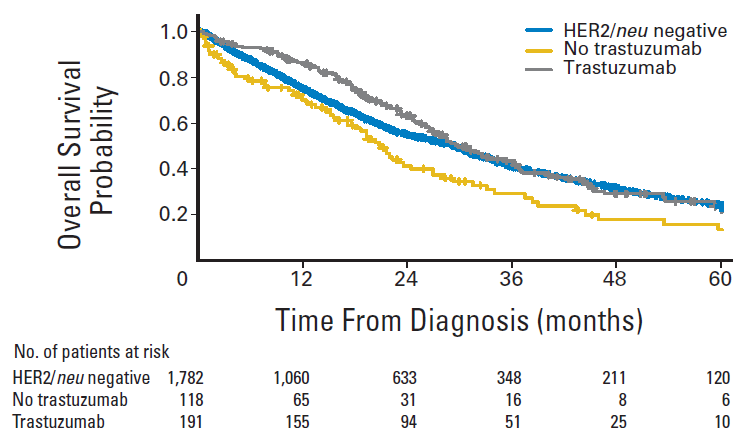 HER2/neu negative
No trastuzumab
Trastuzumab
Overall Survival
Probability
1.0
0.8
0.6
0.4
0.2
0 12 24 36 48 60
Time From Diagnosis (months)
No. of patients at risk
HER2/neu negative 1,782 1,060 633 348 211 120
No trastuzumab 118 65 31 16 8 6
Trastuzumab 191 155 94 51 25 10